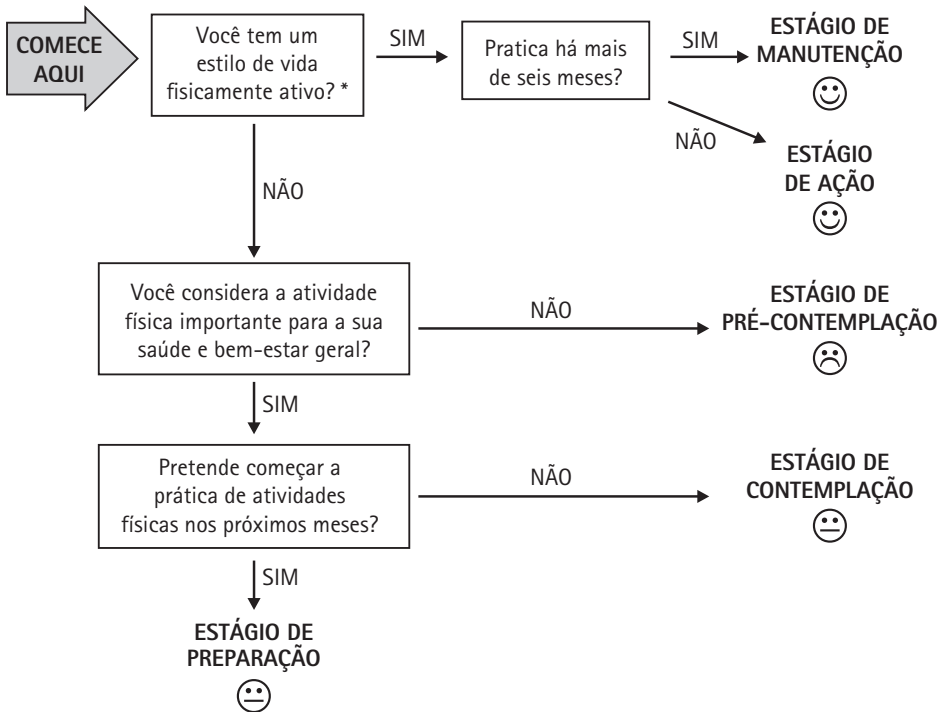 COMECE
AQUI
Você tem um
estilo de vida
fisicamente ativo? *
SIM
Pratica há mais
de seis meses?
SIM
ESTÁGIO DE
MANUTENÇÃO
NÃO
ESTÁGIO
DE AÇÃO
NÃO
Você considera a atividade
física importante para a sua
saúde e bem-estar geral?
NÃO
ESTÁGIO DE
PRÉ-CONTEMPLAÇÃO
SIM
Pretende começar a
prática de atividades
físicas nos próximos meses?
NÃO
ESTÁGIO DE
CONTEMPLAÇÃO
SIM
ESTÁGIO DE
PREPARAÇÃO